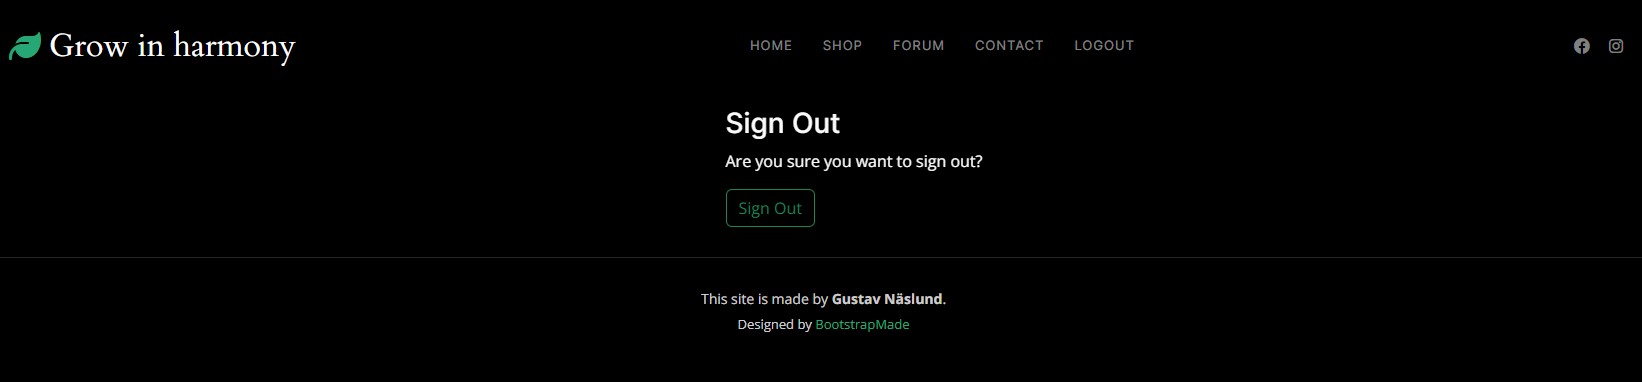 Grow in harmony
HOME SHOP FORUM CONTACT LOGOUT
Sign Out
Are you sure you want to sign out?
Sign Out
This site is made by Gustav Näslund.
Designed by BootstrapMade